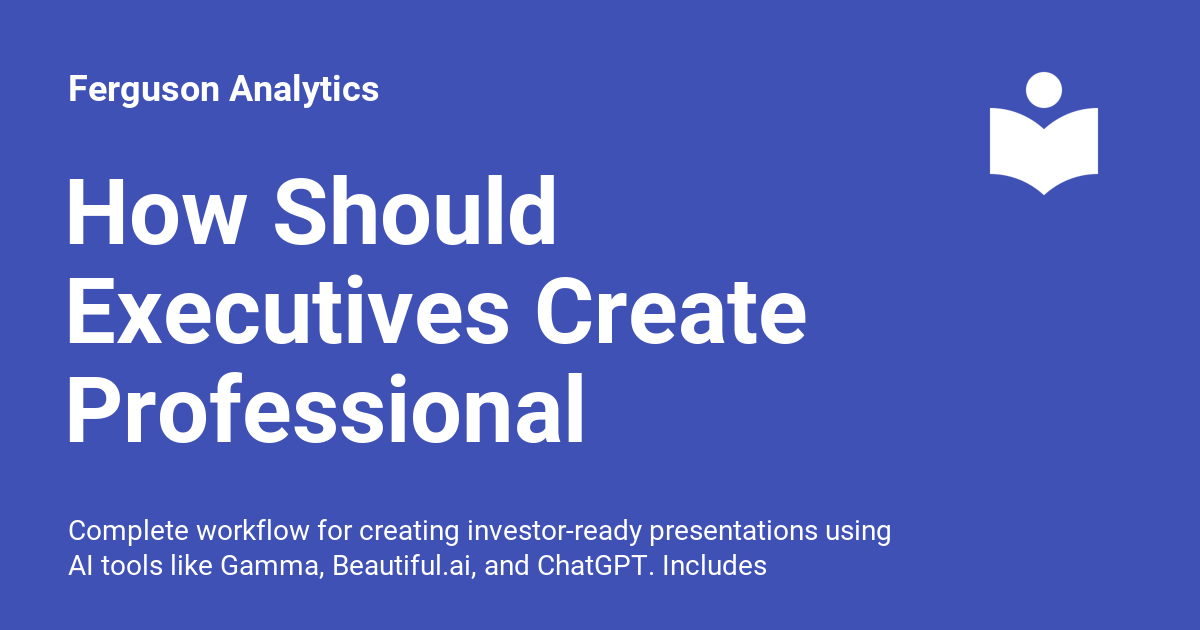 Ferguson Analytics
How Should
Executives Create
Professional
Complete workflow for creating investor-ready presentations using
AI tools like Gamma, Beautiful.ai, and ChatGPT. Includes